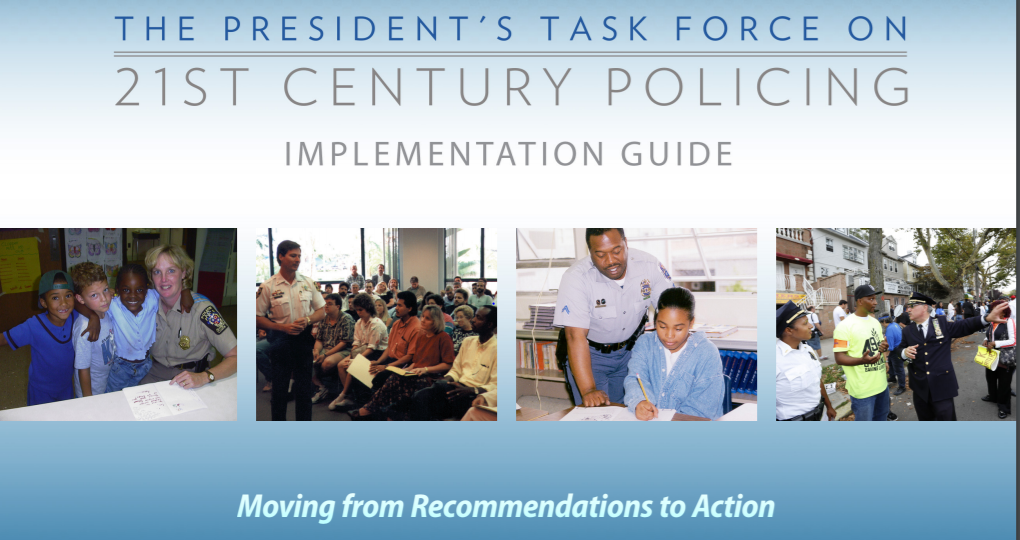 THE PRESIDENT'S TASK FORCE ON
21ST CENTURY POLICING
IMPLEMENTATION GUIDE
Moving from Recommendations to Action